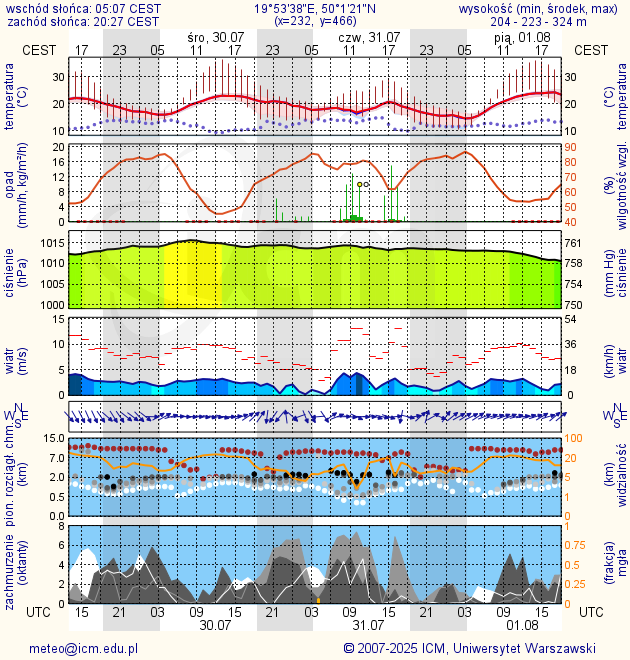 wschód słońca: 05:07 CEST 19°53'38"E, 50°1'21"N wysokość (min, środek, max)
zachód słońca: 20:27 CEST (x=232, y=466) 204 - 223 - 324 m
śro, 30.07 czw, 31.07 pią, 01.08
CEST 17 23 05 11 17 23 05 11 17 23 05 11 17 CEST
temperatura (°C) 30 20 10 30 20 10 temperatura (°C)
opad (mm/h, kg/m²/h) 20 16 12 8 4 0 90 80 70 60 50 40 (%) wilgotność wzgl.
ciśnienie (hPa) 1015 1010 1005 1000 761 758 754 750 (mm Hg) ciśnienie
wiatr (m/s) 15 10 5 0 54 36 18 0 (km/h) wiatr
N W E S N W E S
pion. rozciągł. chm. (km) 15.0 7.0 2.0 0.5 0.0 100 20 5 1 0 (km) widzialność
zachmurzenie (oktanty) 8 6 4 2 0 1 0.75 0.5 0.25 0 (frakcja) mgła
UTC 15 21 03 09 15 21 03 09 15 21 03 09 15 UTC
30.07 31.07 01.08
meteo@icm.edu.pl © 2007-2025 ICM, Uniwersytet Warszawski